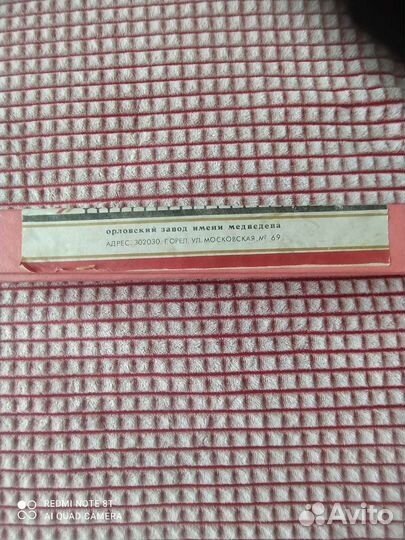 орловский завод имени медведева
АДРЕС: 302030. Г.ОРЕЛ, УЛ. МОСКОВСКАЯ, № 69
REDMI NOTE 8T
AI QUAD CAMERA
Avito